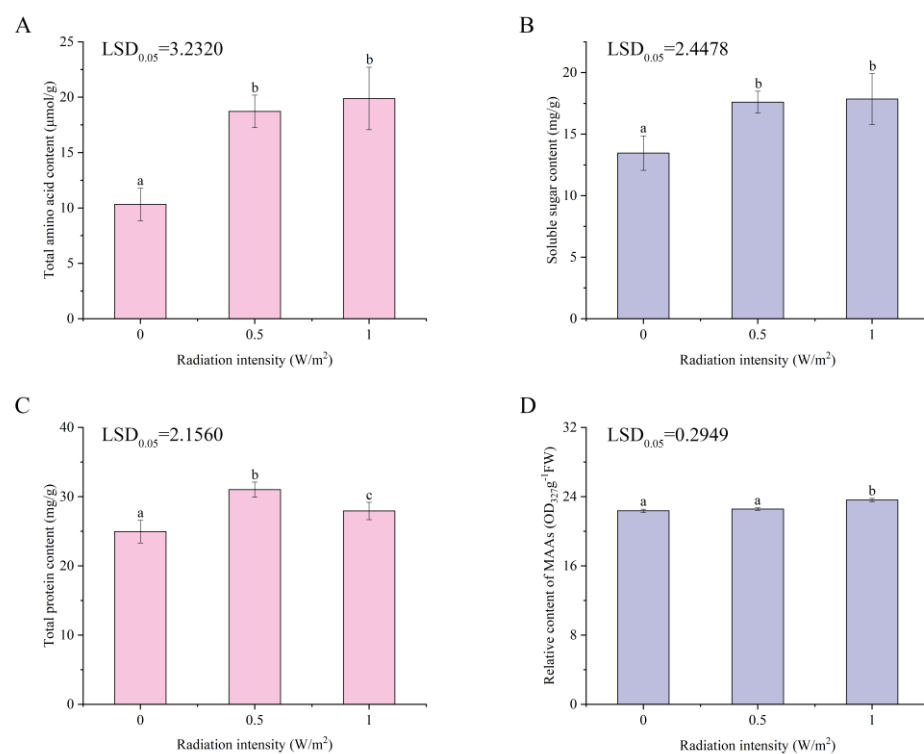 A
LSD0.05=3.2320
25
20
15
10
5
0
Total amino acid content (μmol/g)
a
b
b
0
0.5
1
Radiation intensity (W/m²)
B
LSD0.05=2.4478
20
15
10
5
0
Soluble sugar content (mg/g)
a
b
b
0
0.5
1
Radiation intensity (W/m²)
C
LSD0.05=2.1560
40
30
20
10
0
Total protein content (mg/g)
a
b
c
0
0.5
1
Radiation intensity (W/m²)
D
LSD0.05=0.2949
32
24
16
8
0
Relative content of MAAs (OD327g⁻¹FW)
a
a
b
0
0.5
1
Radiation intensity (W/m²)